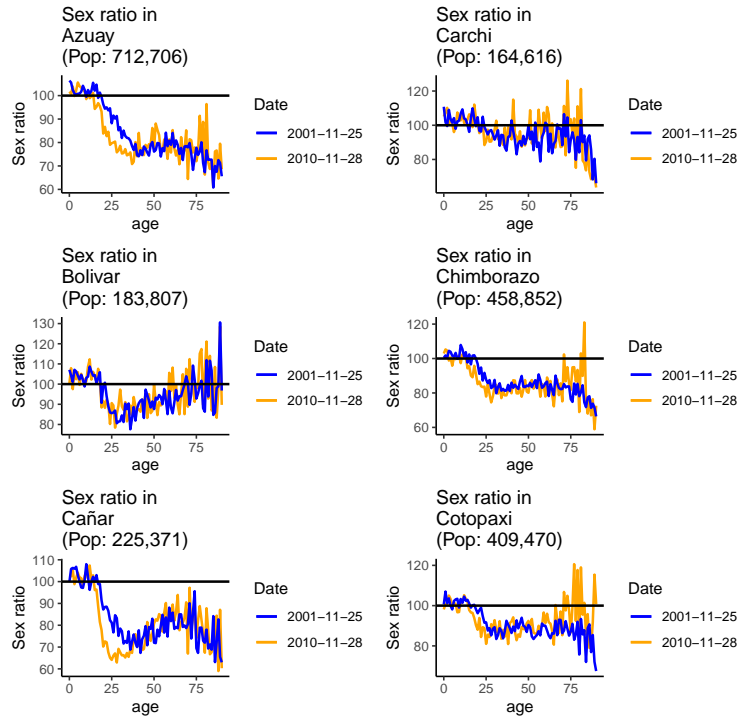 Sex ratio in
Azuay
(Pop: 712,706)
100
90
80
70
60
Sex ratio
0
25
50
75
age
Date
2001−11−25
2010−11−28
Sex ratio in
Carchi
(Pop: 164,616)
120
100
80
Sex ratio
0
25
50
75
age
Date
2001−11−25
2010−11−28
Sex ratio in
Bolivar
(Pop: 183,807)
130
120
110
100
90
80
Sex ratio
0
25
50
75
age
Date
2001−11−25
2010−11−28
Sex ratio in
Chimborazo
(Pop: 458,852)
120
100
80
60
Sex ratio
0
25
50
75
age
Date
2001−11−25
2010−11−28
Sex ratio in
Cañar
(Pop: 225,371)
110
100
90
80
70
60
Sex ratio
0
25
50
75
age
Date
2001−11−25
2010−11−28
Sex ratio in
Cotopaxi
(Pop: 409,470)
120
100
80
Sex ratio
0
25
50
75
age
Date
2001−11−25
2010−11−28